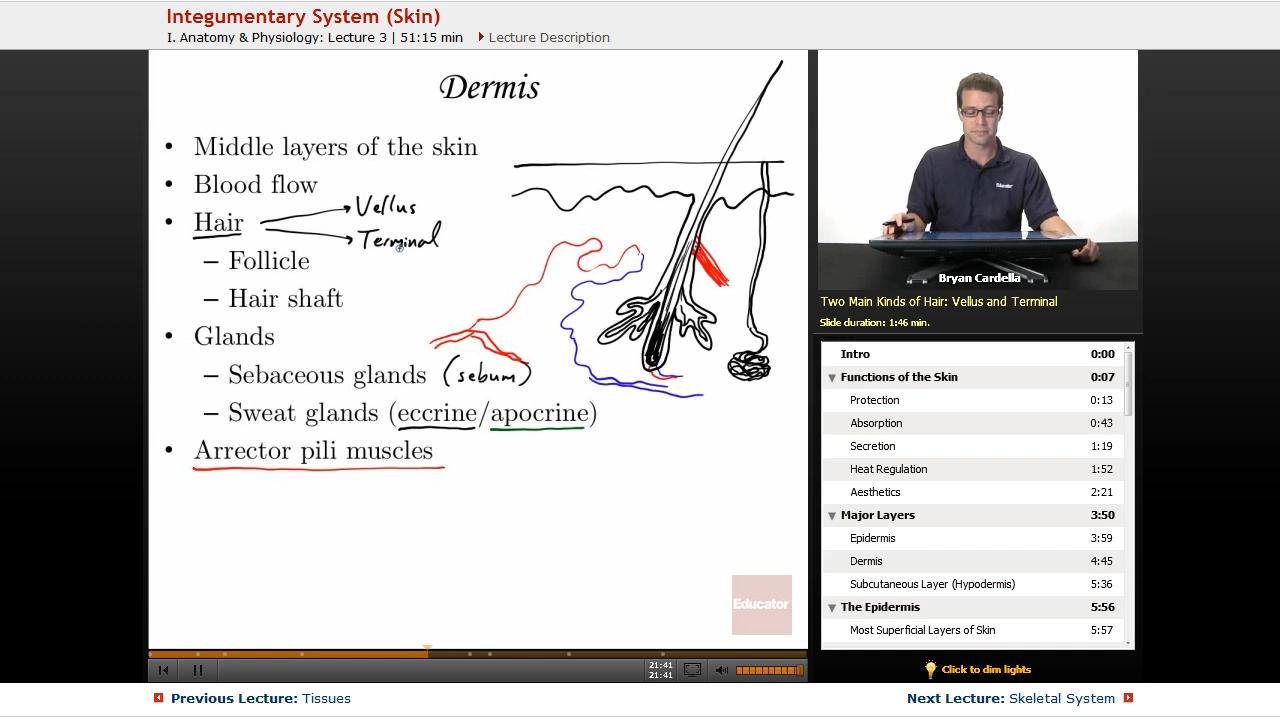 Integumentary System (Skin)
I. Anatomy & Physiology: Lecture 3 | 51:15 min Lecture Description
Dermis
• Middle layers of the skin
• Blood flow
• Hair
Vellus
Terminal
– Follicle
– Hair shaft
• Glands
– Sebaceous glands (sebum)
– Sweat glands (eccrine/apocrine)
• Arrector pili muscles
Educator
21:41
21:41
Educator
Bryan Cardella
Two Main Kinds of Hair: Vellus and Terminal
Slide duration: 1:46 min.
Intro 0:00
Functions of the Skin 0:07
Protection 0:13
Absorption 0:43
Secretion 1:19
Heat Regulation 1:52
Aesthetics 2:21
Major Layers 3:50
Epidermis 3:59
Dermis 4:45
Subcutaneous Layer (Hypodermis) 5:36
The Epidermis 5:56
Most Superficial Layers of Skin 5:57
Click to dim lights
Previous Lecture: Tissues
Next Lecture: Skeletal System